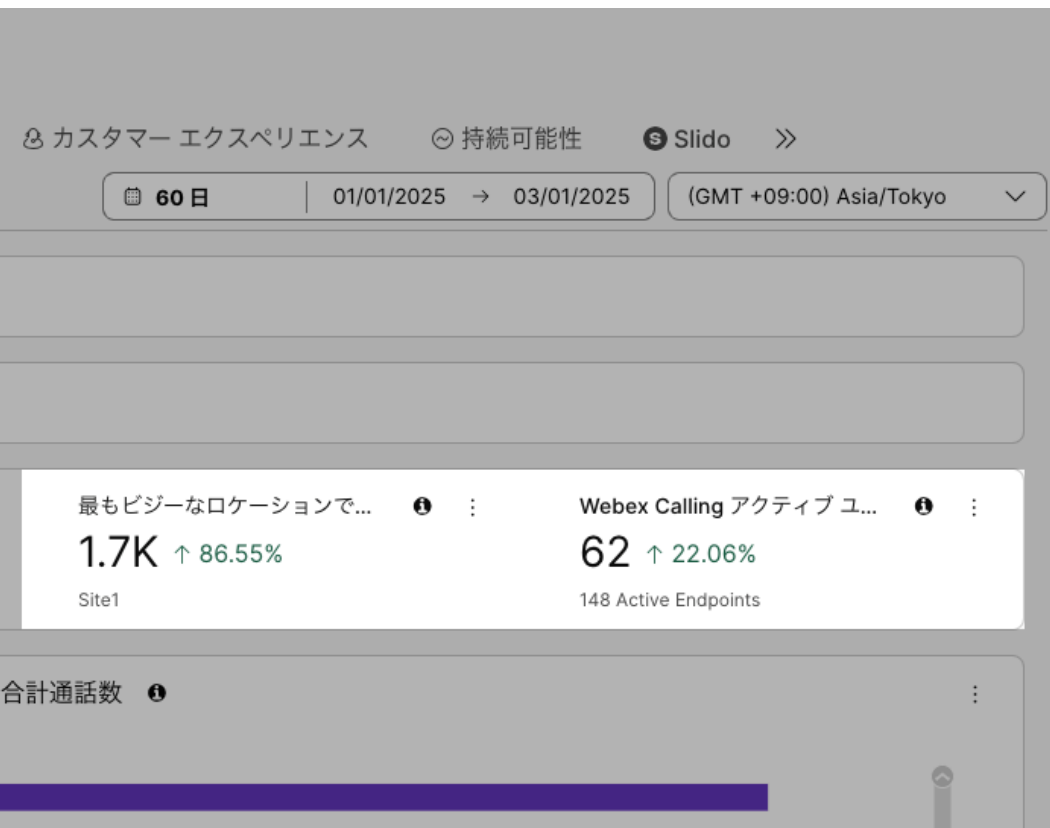 カスタマー エクスペリエンス 持続可能性 Slido
60 日 01/01/2025 → 03/01/2025 (GMT +09:00) Asia/Tokyo
最もビジーなロケーションで... Webex Calling アクティブ ユ...
1.7K ↑ 86.55% 62 ↑ 22.06%
Site1 148 Active Endpoints
合計通話数